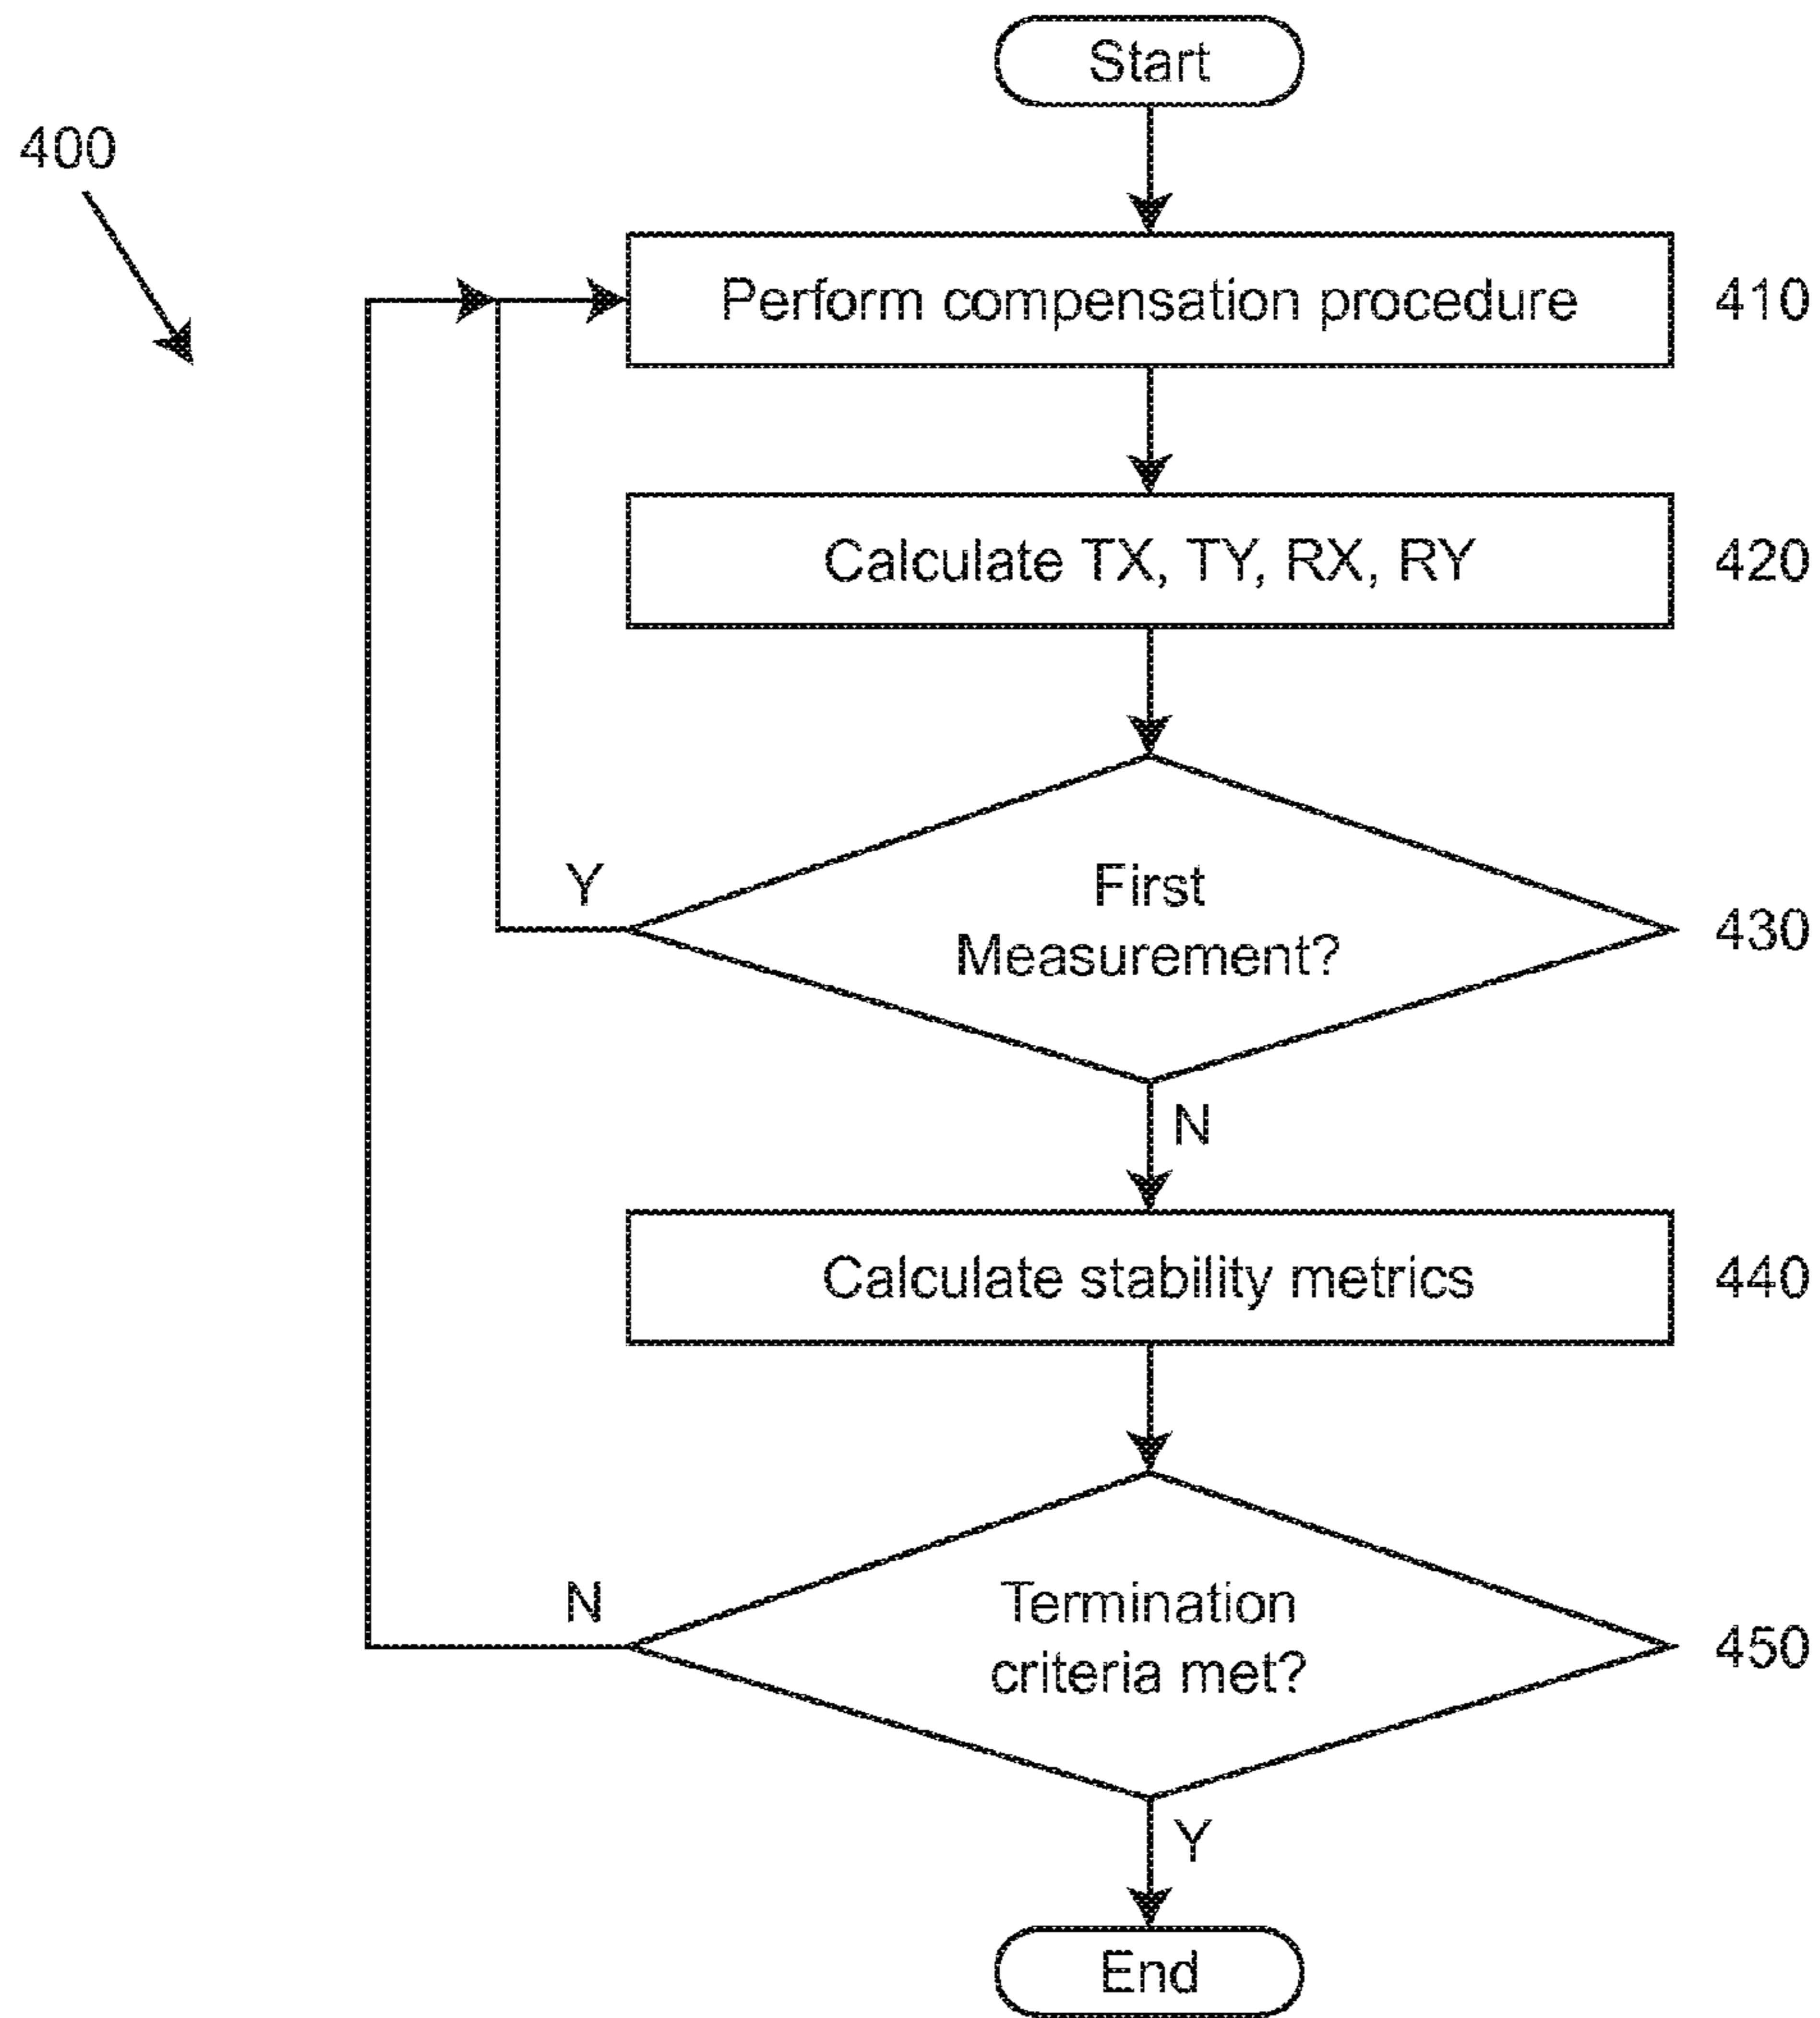 Start
400
Perform compensation procedure
410
Calculate TX, TY, RX, RY
420
Y
First
Measurement?
430
N
Calculate stability metrics
440
N
Termination
criteria met?
450
Y
End